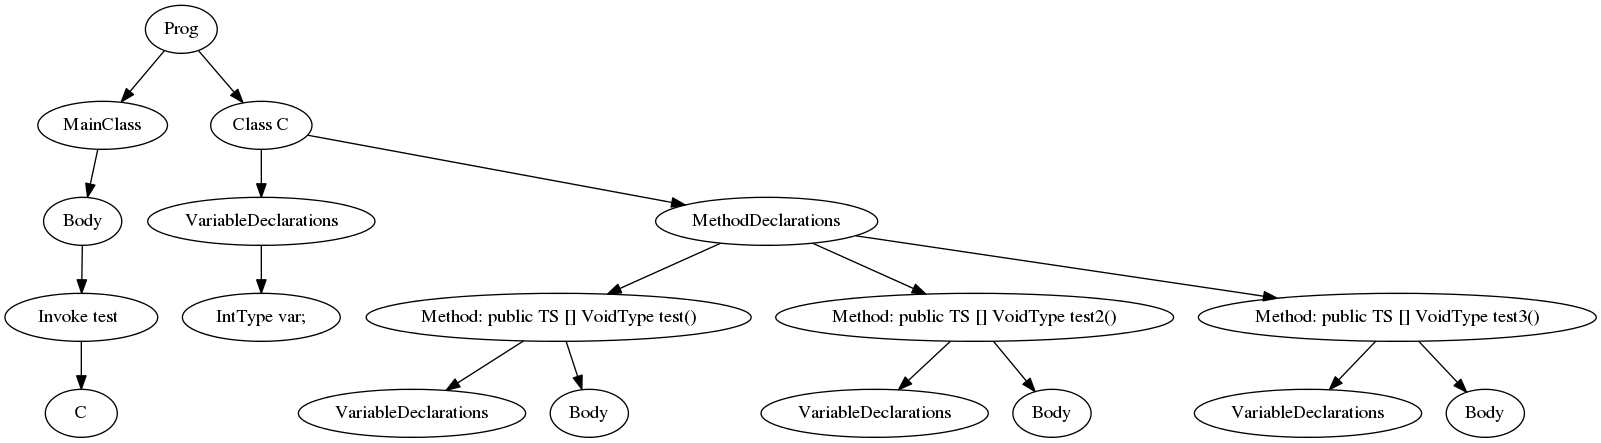 Prog
MainClass
Class C
Body
VariableDeclarations
MethodDeclarations
Invoke test
IntType var;
Method: public TS [] VoidType test()
Method: public TS [] VoidType test2()
Method: public TS [] VoidType test3()
C
VariableDeclarations
Body
VariableDeclarations
Body
VariableDeclarations
Body